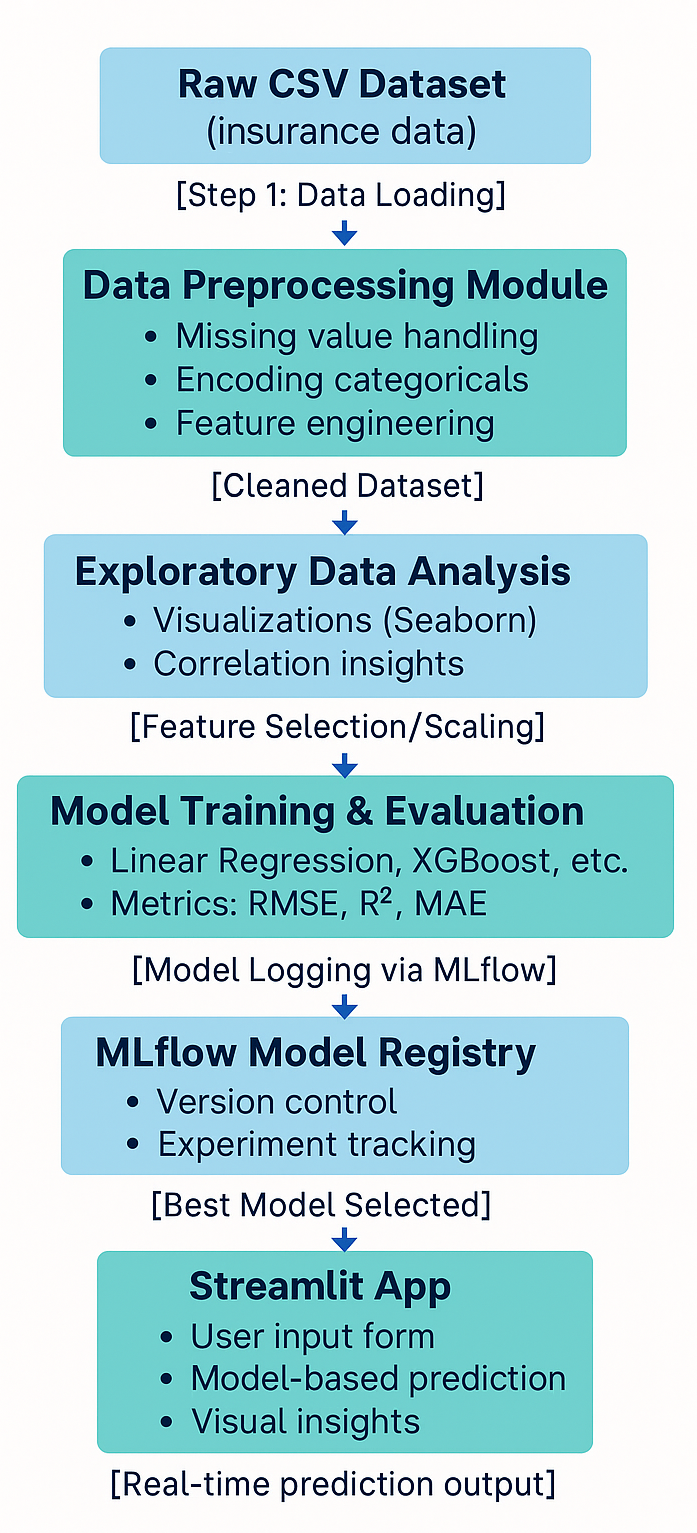 Raw CSV Dataset
(insurance data)
[Step 1: Data Loading]
Data Preprocessing Module
• Missing value handling
• Encoding categoricals
• Feature engineering
[Cleaned Dataset]
Exploratory Data Analysis
• Visualizations (Seaborn)
• Correlation insights
[Feature Selection/Scaling]
Model Training & Evaluation
• Linear Regression, XGBoost, etc.
• Metrics: RMSE, R², MAE
[Model Logging via MLflow]
MLflow Model Registry
• Version control
• Experiment tracking
[Best Model Selected]
Streamlit App
• User input form
• Model-based prediction
• Visual insights
[Real-time prediction output]